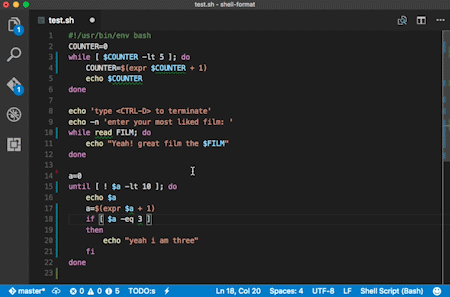 test.sh - shell-format
test.sh
1 #!/usr/bin/env bash
2 COUNTER=0
3 while [ $COUNTER -lt 5 ]; do
4     COUNTER=$(expr $COUNTER + 1)
5     echo $COUNTER
6 done
7
8 echo 'type <CTRL-D> to terminate'
9 echo -n 'enter your most liked film: '
10 while read FILM; do
11     echo "Yeah! great film the $FILM"
12 done
13
14 a=0
15 until [ ! $a -lt 10 ]; do
16     echo $a
17     a=$(expr $a + 1)
18     if [ $a -eq 3 ]
19     then
20         echo "yeah i am three"
21     fi
22 done
23
master* 0 0 5 TODO:s Ln 18, Col 20 Spaces: 4 UTF-8 LF Shell Script (Bash)